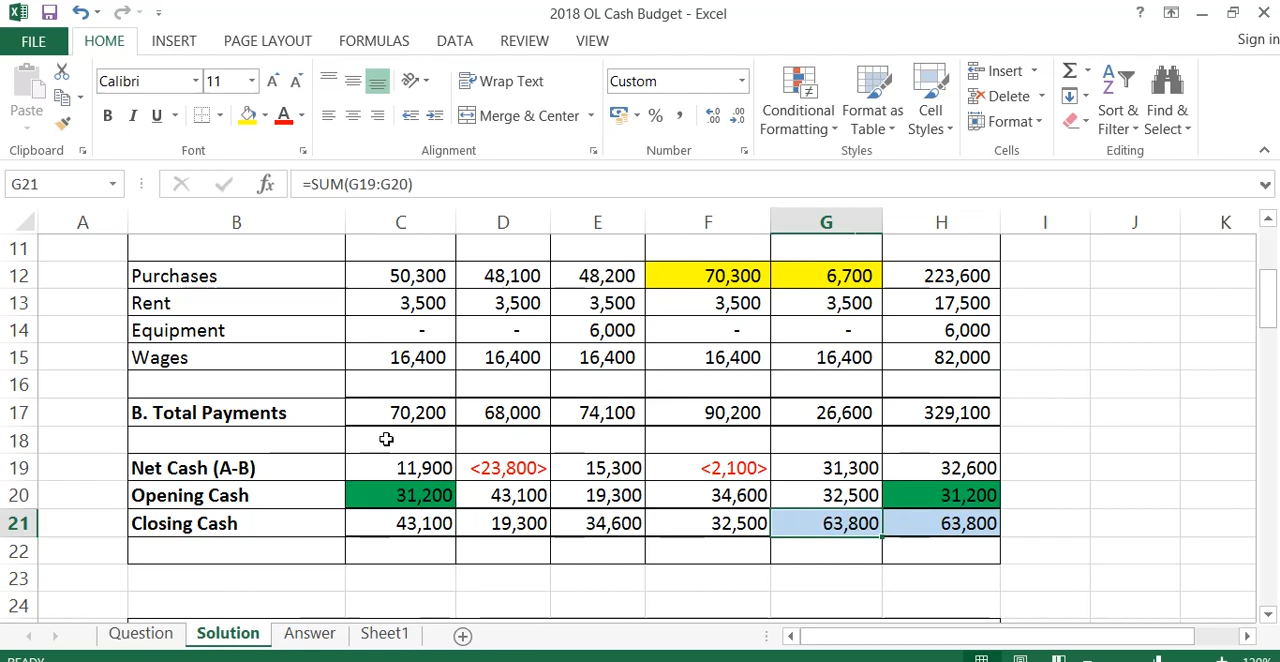 2018 OL Cash Budget - Excel
?
Sign in
FILE HOME INSERT PAGE LAYOUT FORMULAS DATA REVIEW VIEW
Calibri 11 Wrap Text Custom Insert
Paste B I U Merge & Center % Conditional Formatting Format as Table Cell Styles Delete Format Sort & Filter Find & Select
Clipboard Font Alignment Number Styles Cells Editing
G21 fx =SUM(G19:G20)
A B C D E F G H I J K
11
12 Purchases 50,300 48,100 48,200 70,300 6,700 223,600
13 Rent 3,500 3,500 3,500 3,500 3,500 17,500
14 Equipment - - 6,000 - - 6,000
15 Wages 16,400 16,400 16,400 16,400 16,400 82,000
16
17 B. Total Payments 70,200 68,000 74,100 90,200 26,600 329,100
18
19 Net Cash (A-B) 11,900 <23,800> 15,300 <2,100> 31,300 32,600
20 Opening Cash 31,200 43,100 19,300 34,600 32,500 31,200
21 Closing Cash 43,100 19,300 34,600 32,500 63,800 63,800
22
23
24
Question Solution Answer Sheet1